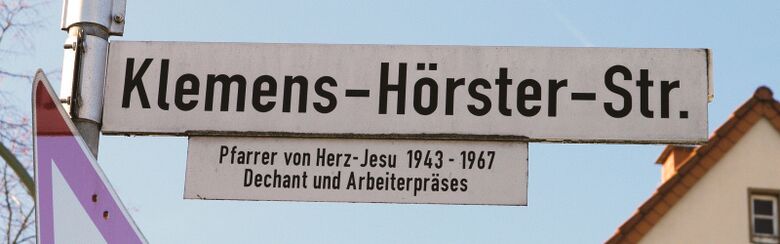 Klemens-Hörster-Str.
Pfarrer von Herz-Jesu 1943 - 1967
Dechant und Arbeiterpräses